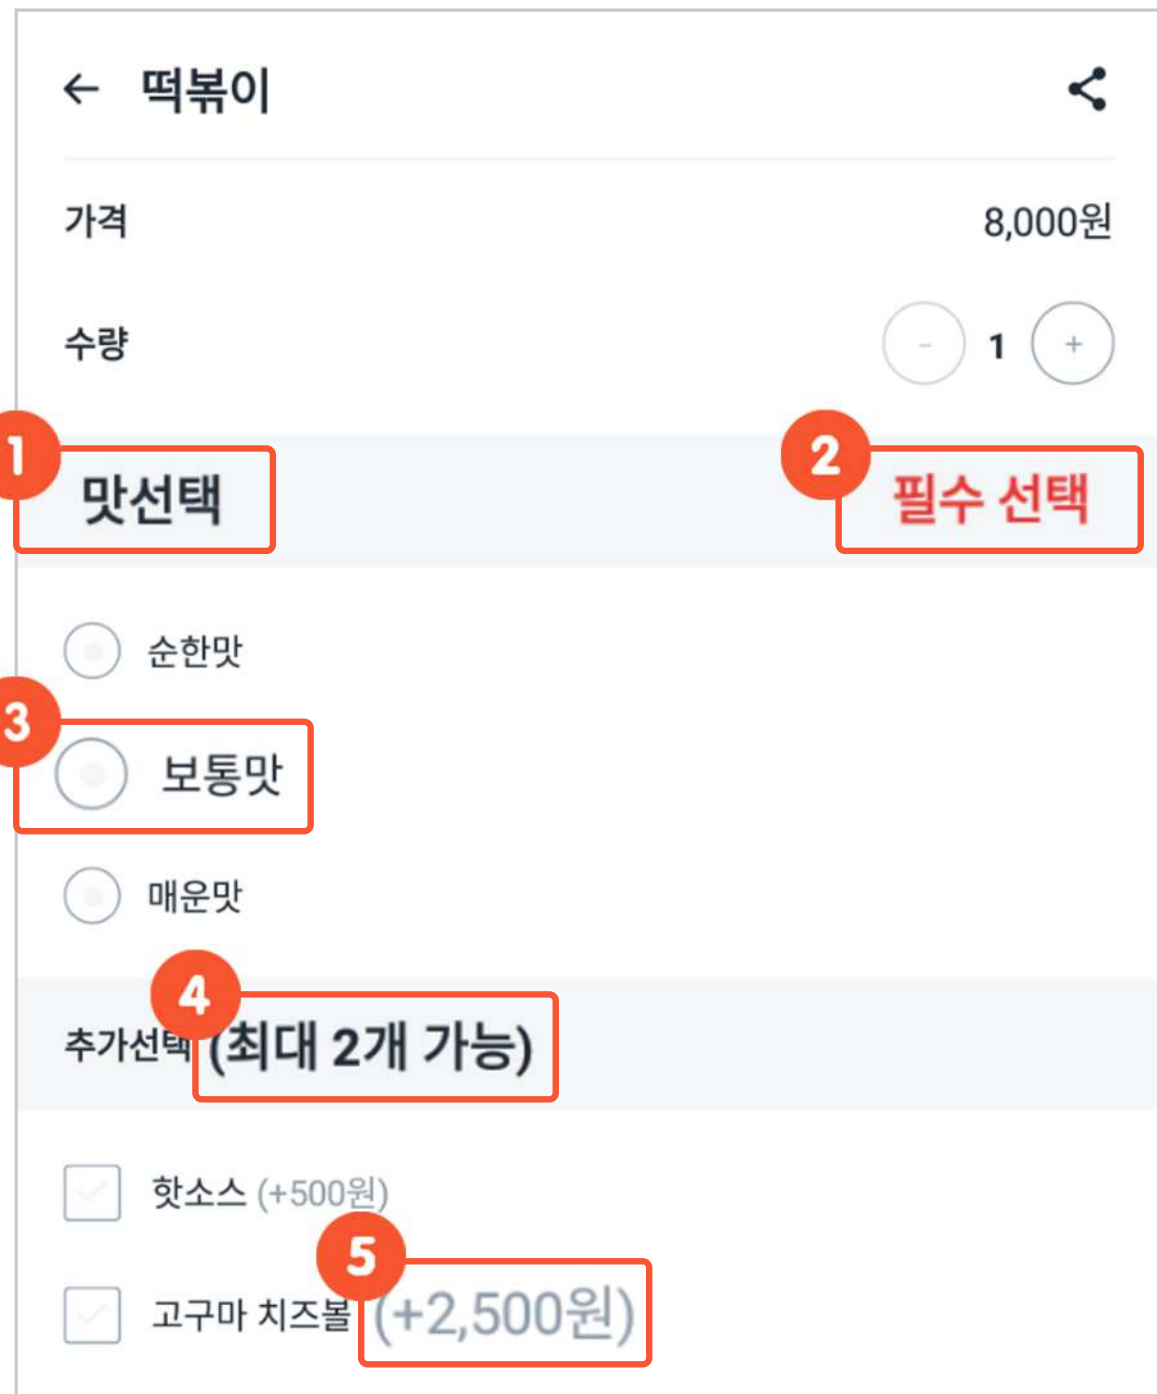 ← 떡볶이
가격 8,000원
수량 - 1 +
1 맛선택 2 필수 선택
순한맛
3 보통맛
매운맛
4 추가선택 (최대 2개 가능)
핫소스 (+500원)
5 고구마 치즈볼 (+2,500원)